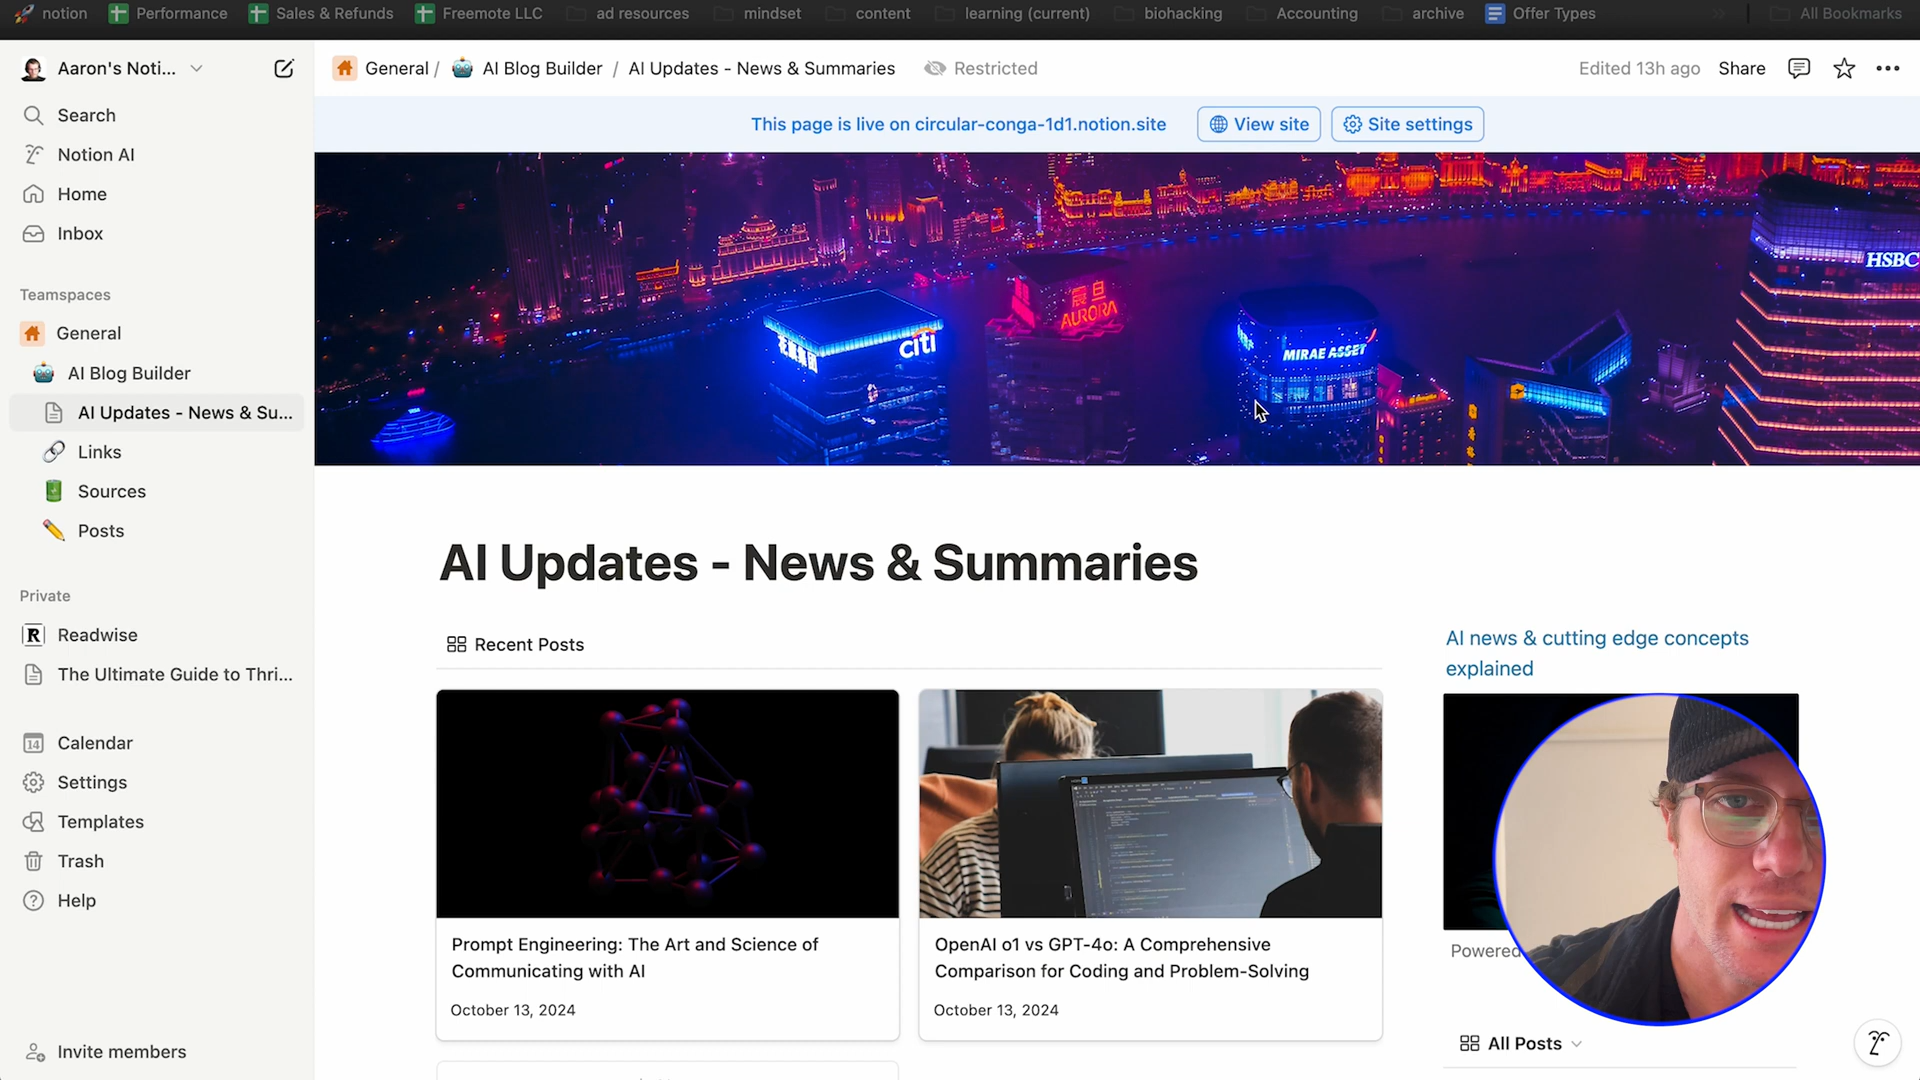 notion
Performance
Sales & Refunds
Freemote LLC
ad resources
mindset
content
learning (current)
biohacking
Accounting
archive
Offer Types
All Bookmarks
Aaron's Noti...
General / AI Blog Builder / AI Updates - News & Summaries
Restricted
Edited 13h ago
Share
Search
Notion AI
Home
Inbox
Teamspaces
General
AI Blog Builder
AI Updates - News & Su...
Links
Sources
Posts
Private
Readwise
The Ultimate Guide to Thri...
14
Calendar
Settings
Templates
Trash
Help
Invite members
This page is live on circular-conga-1d1.notion.site
View site
Site settings
citi
AURORA
MIRAE ASSET
HSBC
AI Updates - News & Summaries
Recent Posts
Prompt Engineering: The Art and Science of
Communicating with AI
October 13, 2024
OpenAI o1 vs GPT-4o: A Comprehensive
Comparison for Coding and Problem-Solving
October 13, 2024
AI news & cutting edge concepts
explained
Powered
All Posts